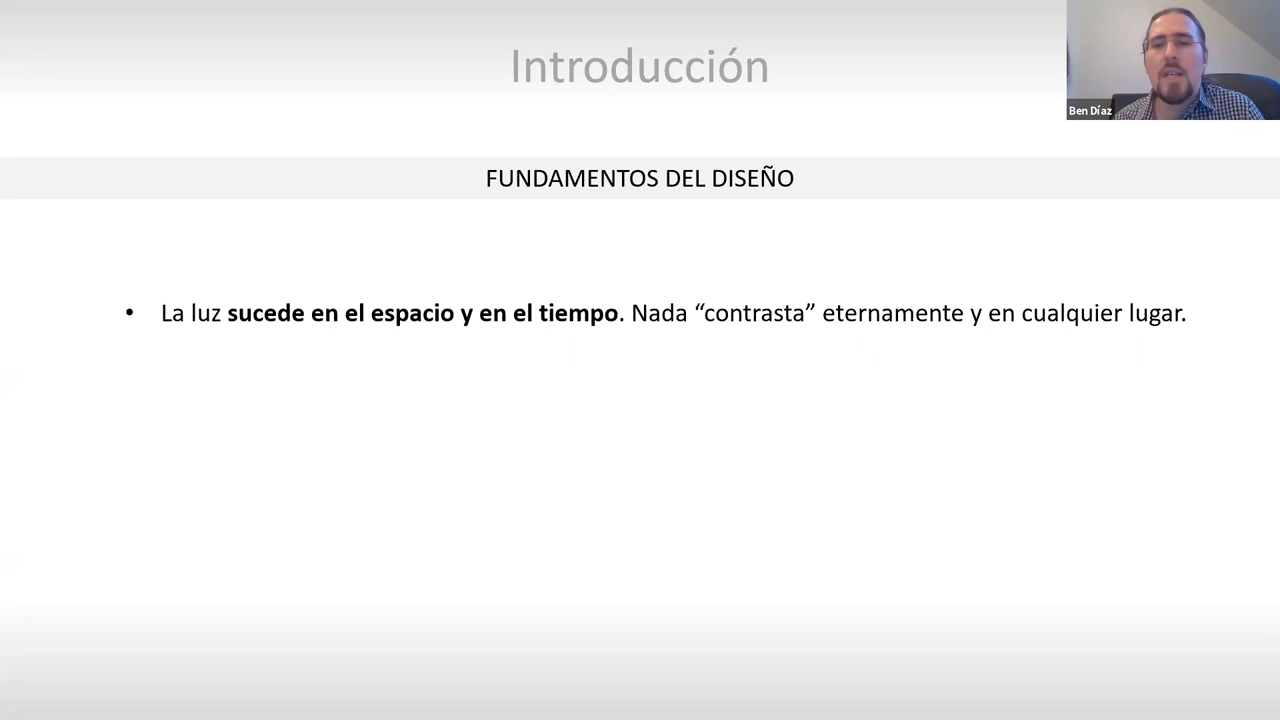 Introducción
Ben Díaz
FUNDAMENTOS DEL DISEÑO
• La luz sucede en el espacio y en el tiempo. Nada “contrasta” eternamente y en cualquier lugar.